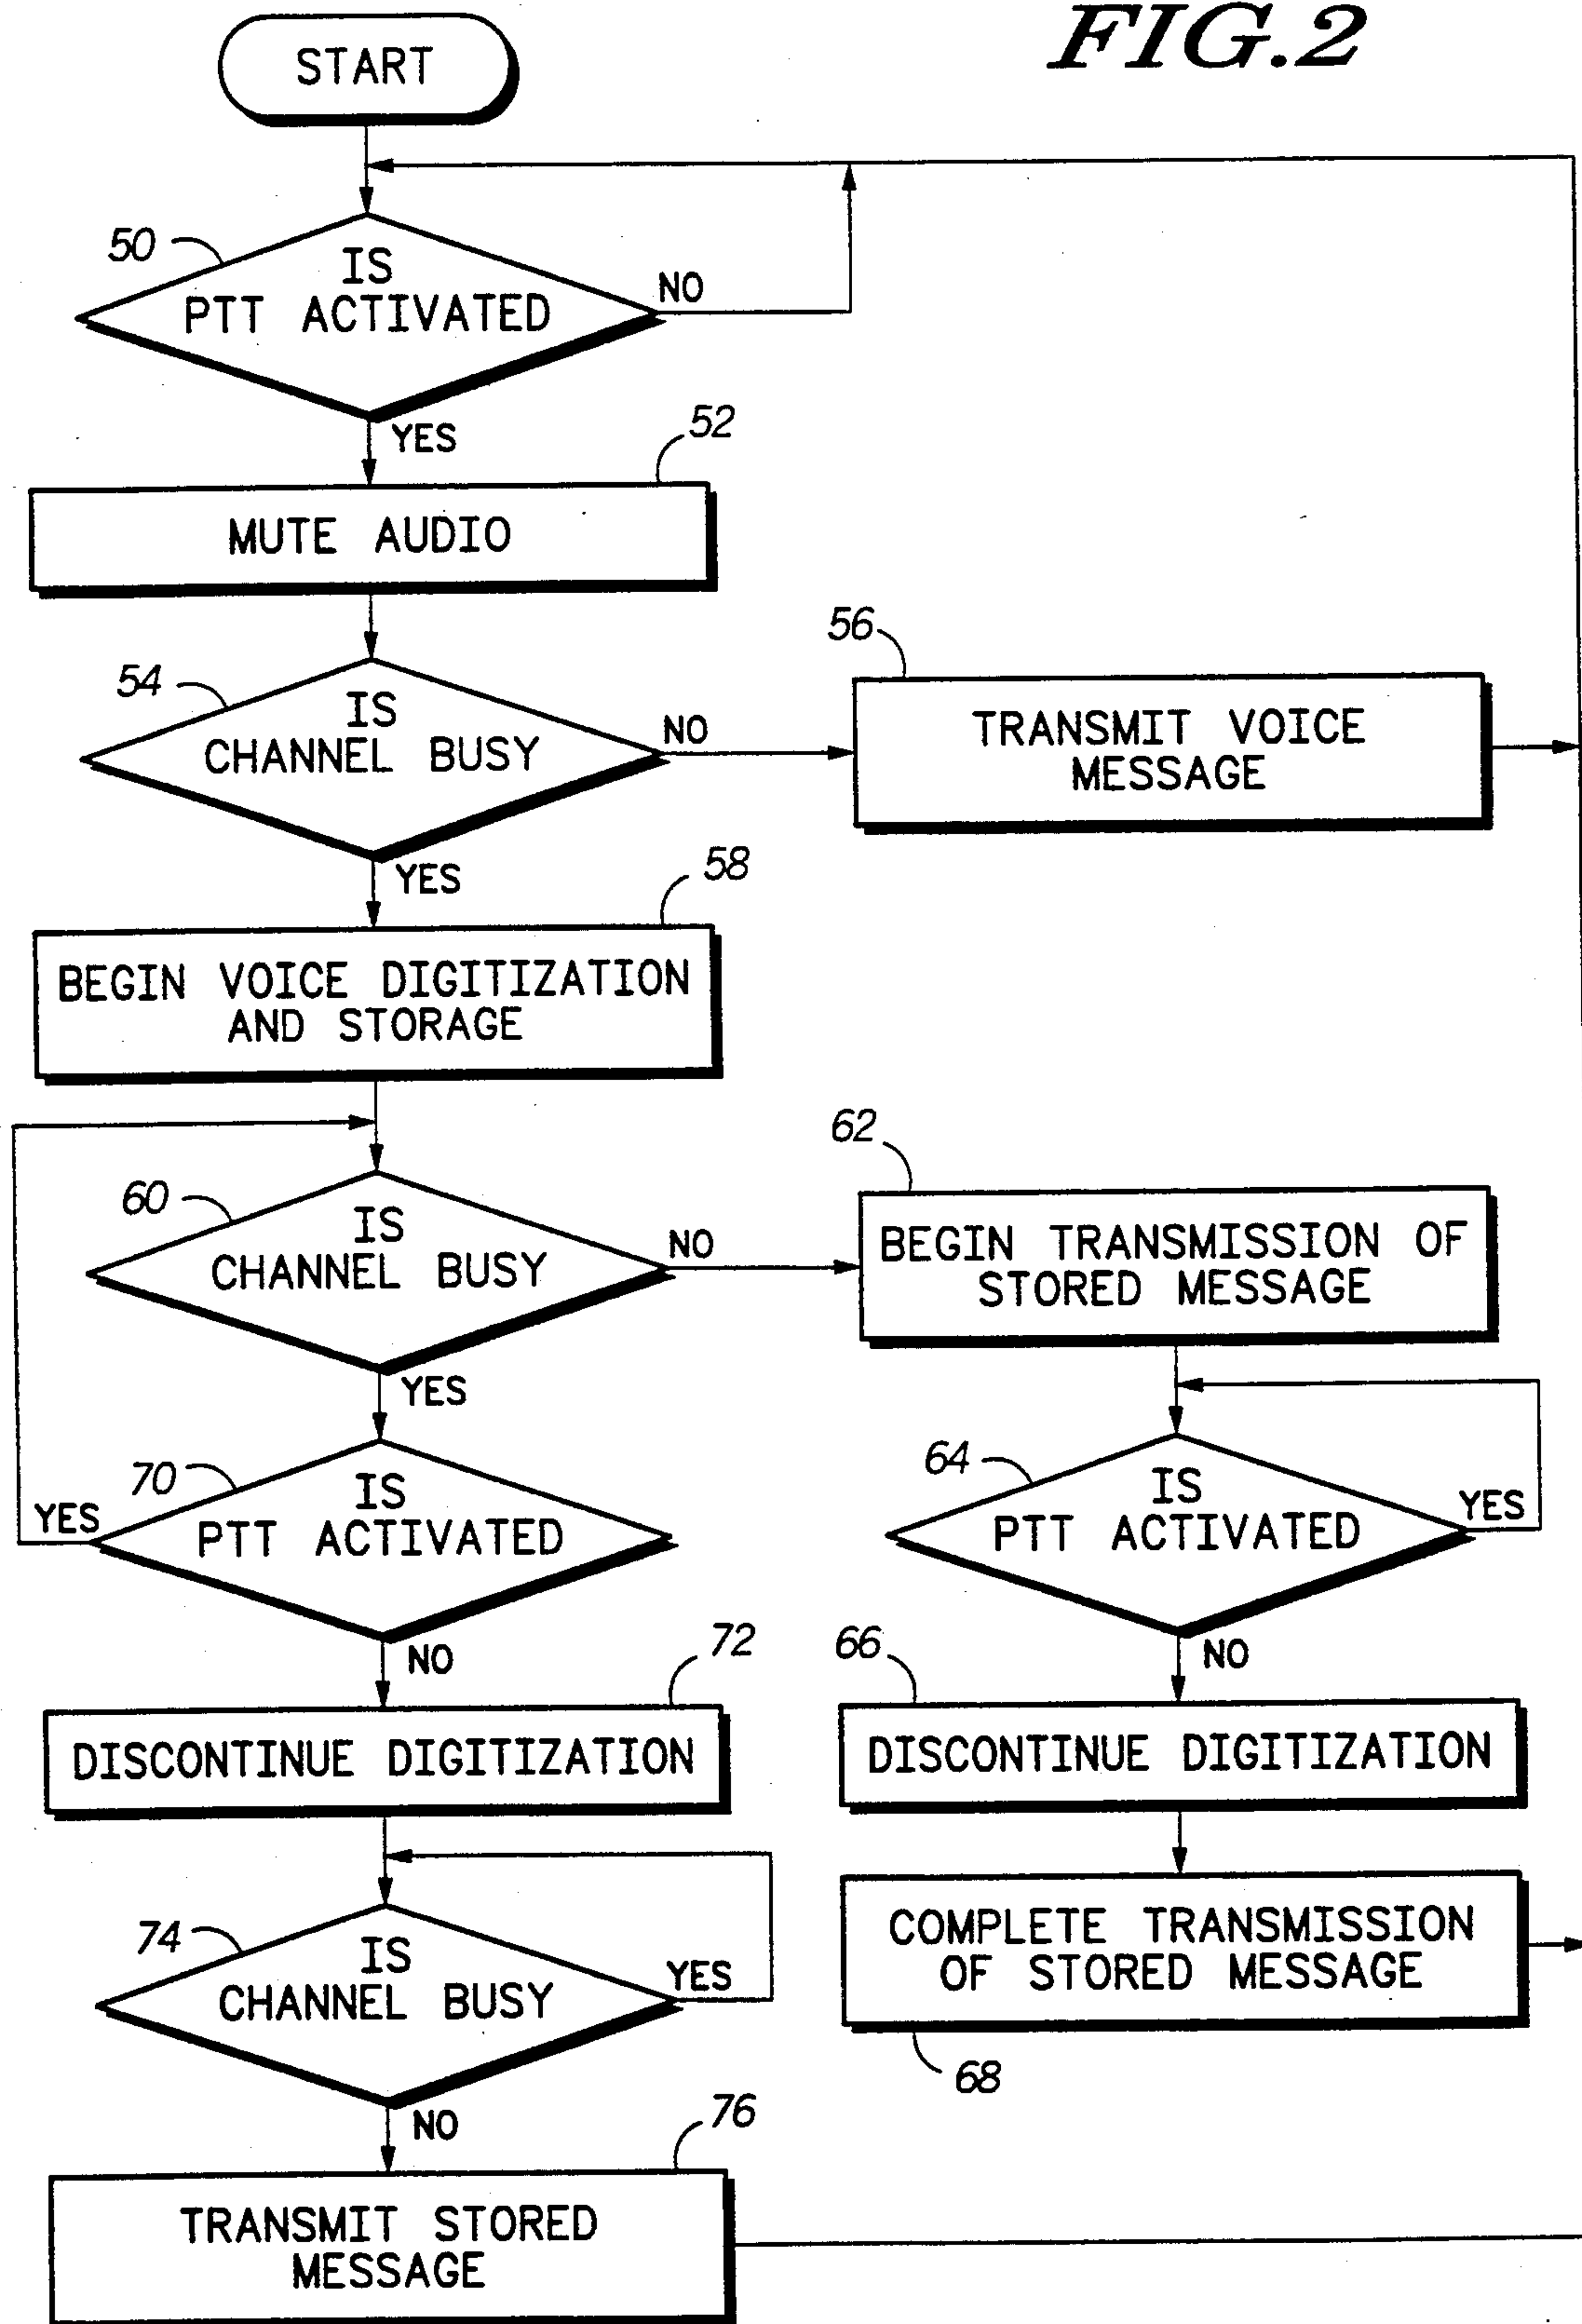 FIG.2
START
50
IS
PTT ACTIVATED
NO
YES
52
MUTE AUDIO
54
IS
CHANNEL BUSY
NO
56
TRANSMIT VOICE
MESSAGE
YES
58
BEGIN VOICE DIGITIZATION
AND STORAGE
60
IS
CHANNEL BUSY
NO
62
BEGIN TRANSMISSION OF
STORED MESSAGE
YES
70
IS
PTT ACTIVATED
YES
64
IS
PTT ACTIVATED
YES
NO
72
DISCONTINUE DIGITIZATION
NO
66
DISCONTINUE DIGITIZATION
74
IS
CHANNEL BUSY
YES
COMPLETE TRANSMISSION
OF STORED MESSAGE
68
NO
76
TRANSMIT STORED
MESSAGE